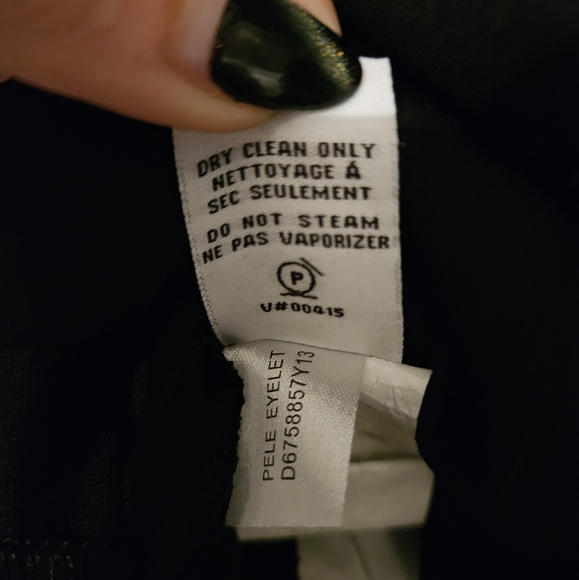 DRY CLEAN ONLY
NETTOYAGE Á
SEC SEULEMENT
DO NOT STEAM
NE PAS VAPORIZER
P
V#00415
PELE EYELET
D6758857Y13